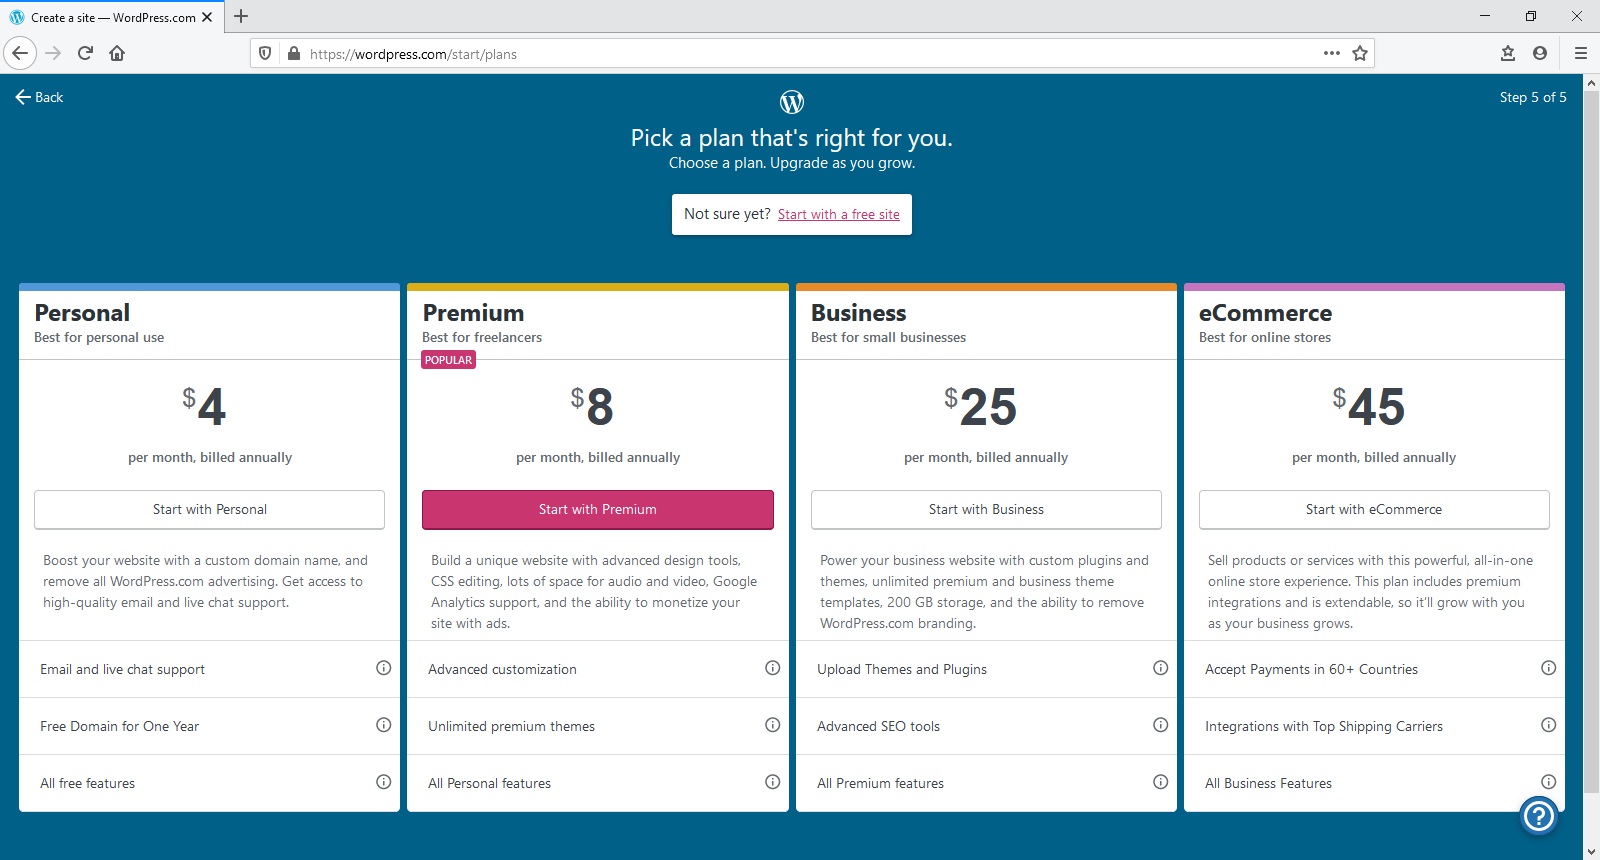 Create a site — WordPress.com
https://wordpress.com/start/plans
Back
Step 5 of 5
Pick a plan that's right for you.
Choose a plan. Upgrade as you grow.
Not sure yet? Start with a free site
Personal
Best for personal use
$4
per month, billed annually
Start with Personal
Boost your website with a custom domain name, and
remove all WordPress.com advertising. Get access to
high-quality email and live chat support.
Email and live chat support
Free Domain for One Year
All free features
Premium
Best for freelancers
POPULAR
$8
per month, billed annually
Start with Premium
Build a unique website with advanced design tools,
CSS editing, lots of space for audio and video, Google
Analytics support, and the ability to monetize your
site with ads.
Advanced customization
Unlimited premium themes
All Personal features
Business
Best for small businesses
$25
per month, billed annually
Start with Business
Power your business website with custom plugins and
themes, unlimited premium and business theme
templates, 200 GB storage, and the ability to remove
WordPress.com branding.
Upload Themes and Plugins
Advanced SEO tools
All Premium features
eCommerce
Best for online stores
$45
per month, billed annually
Start with eCommerce
Sell products or services with this powerful, all-in-one
online store experience. This plan includes premium
integrations and is extendable, so it’ll grow with you
as your business grows.
Accept Payments in 60+ Countries
Integrations with Top Shipping Carriers
All Business Features